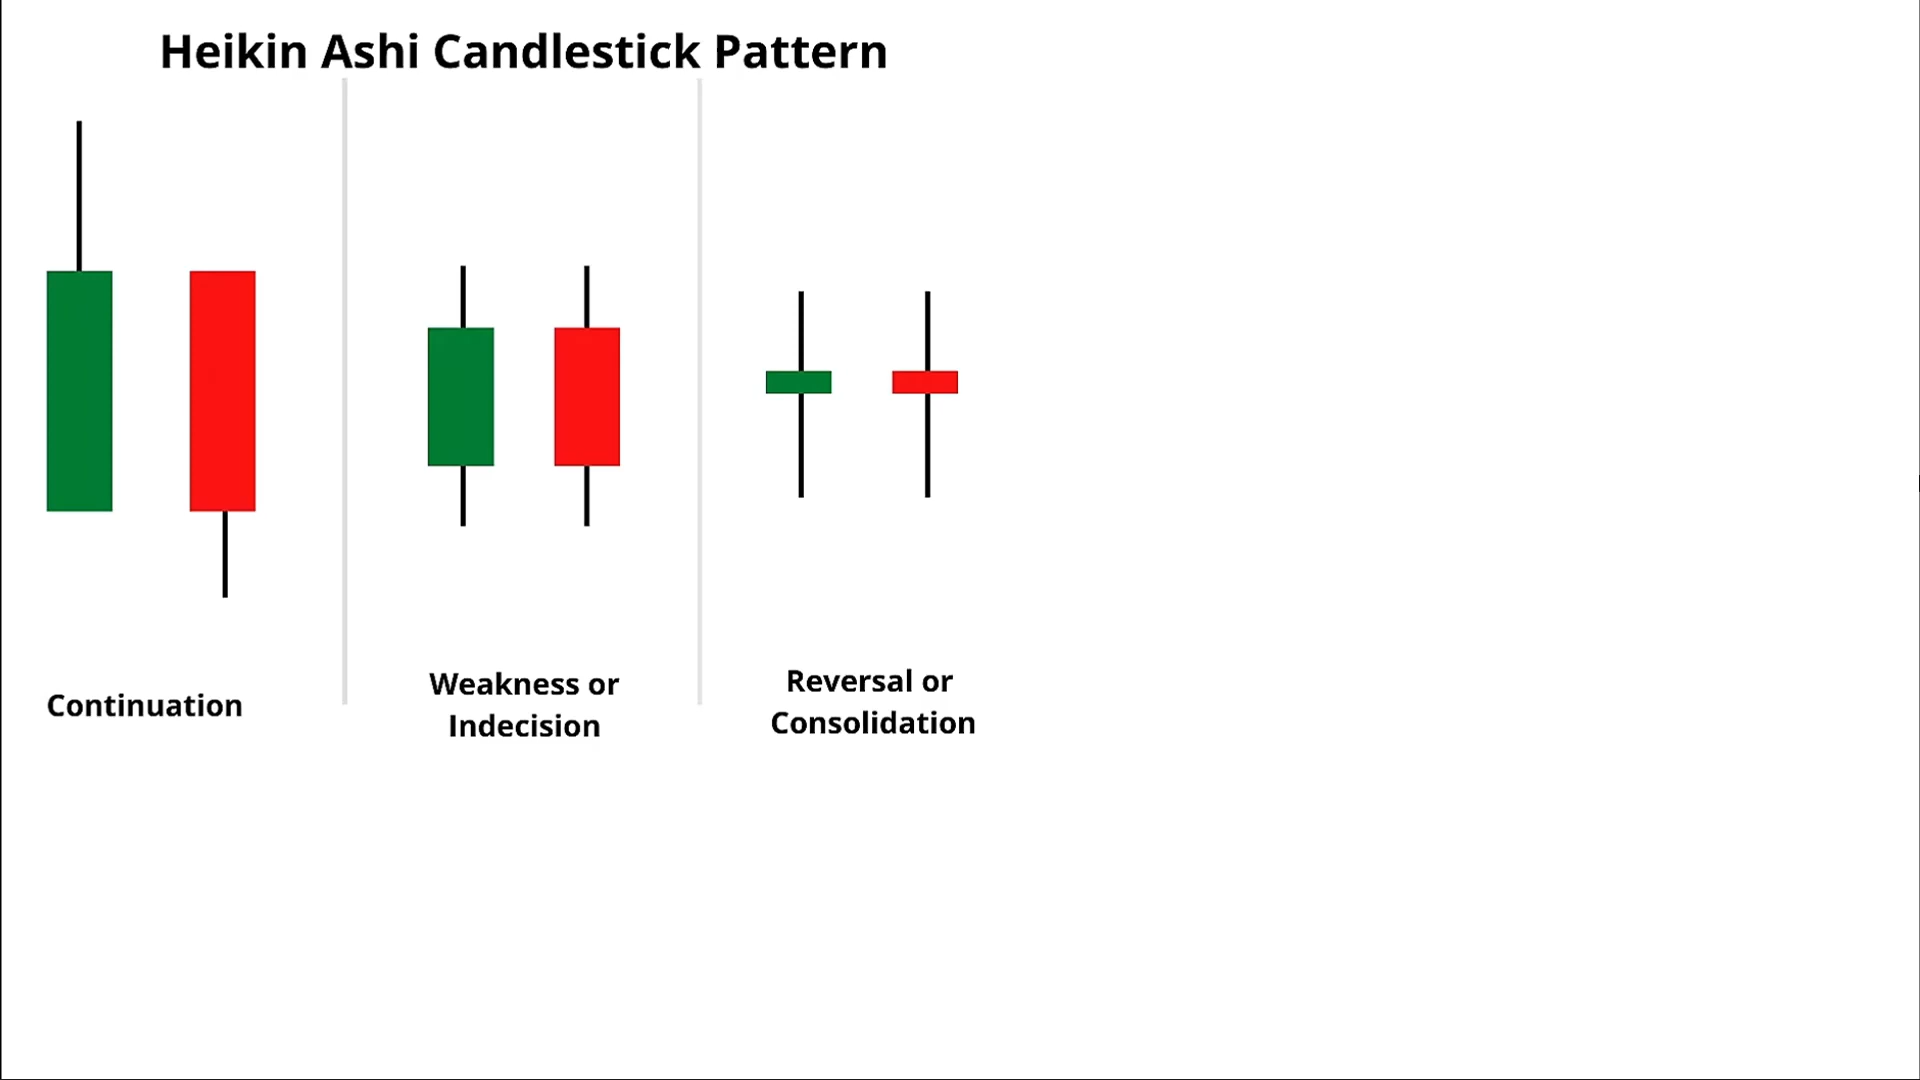 Heikin Ashi Candlestick Pattern
Continuation
Weakness or
Indecision
Reversal or
Consolidation